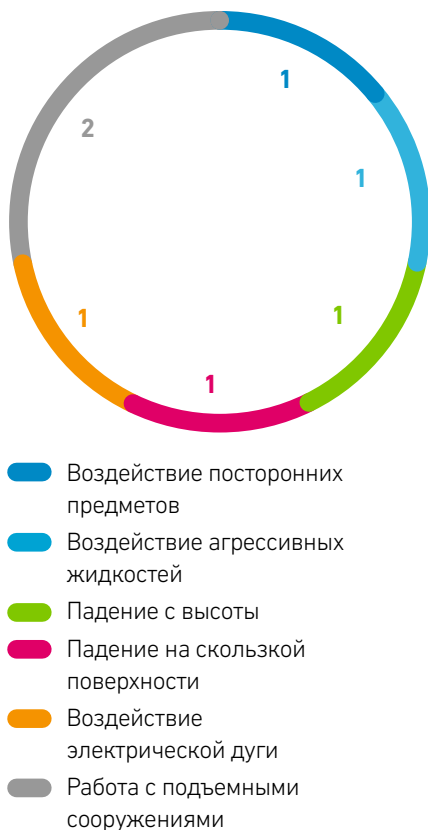 1
2
1
1
1
1
Воздействие посторонних
предметов
Воздействие агрессивных
жидкостей
Падение с высоты
Падение на скользкой
поверхности
Воздействие
электрической дуги
Работа с подъемными
сооружениями